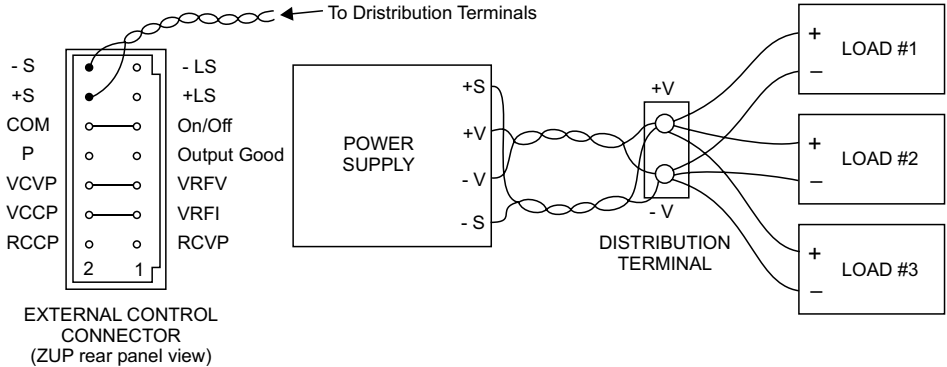 To Dristribution Terminals
- S - LS
+S +LS
COM On/Off
P Output Good
VCVP VRFV
VCCP VRFI
RCCP RCVP
2 1
EXTERNAL CONTROL
CONNECTOR
(ZUP rear panel view)
POWER
SUPPLY
+S
+V
- V
- S
+V
- V
DISTRIBUTION
TERMINAL
+
LOAD #1
–
+
LOAD #2
–
+
LOAD #3
–